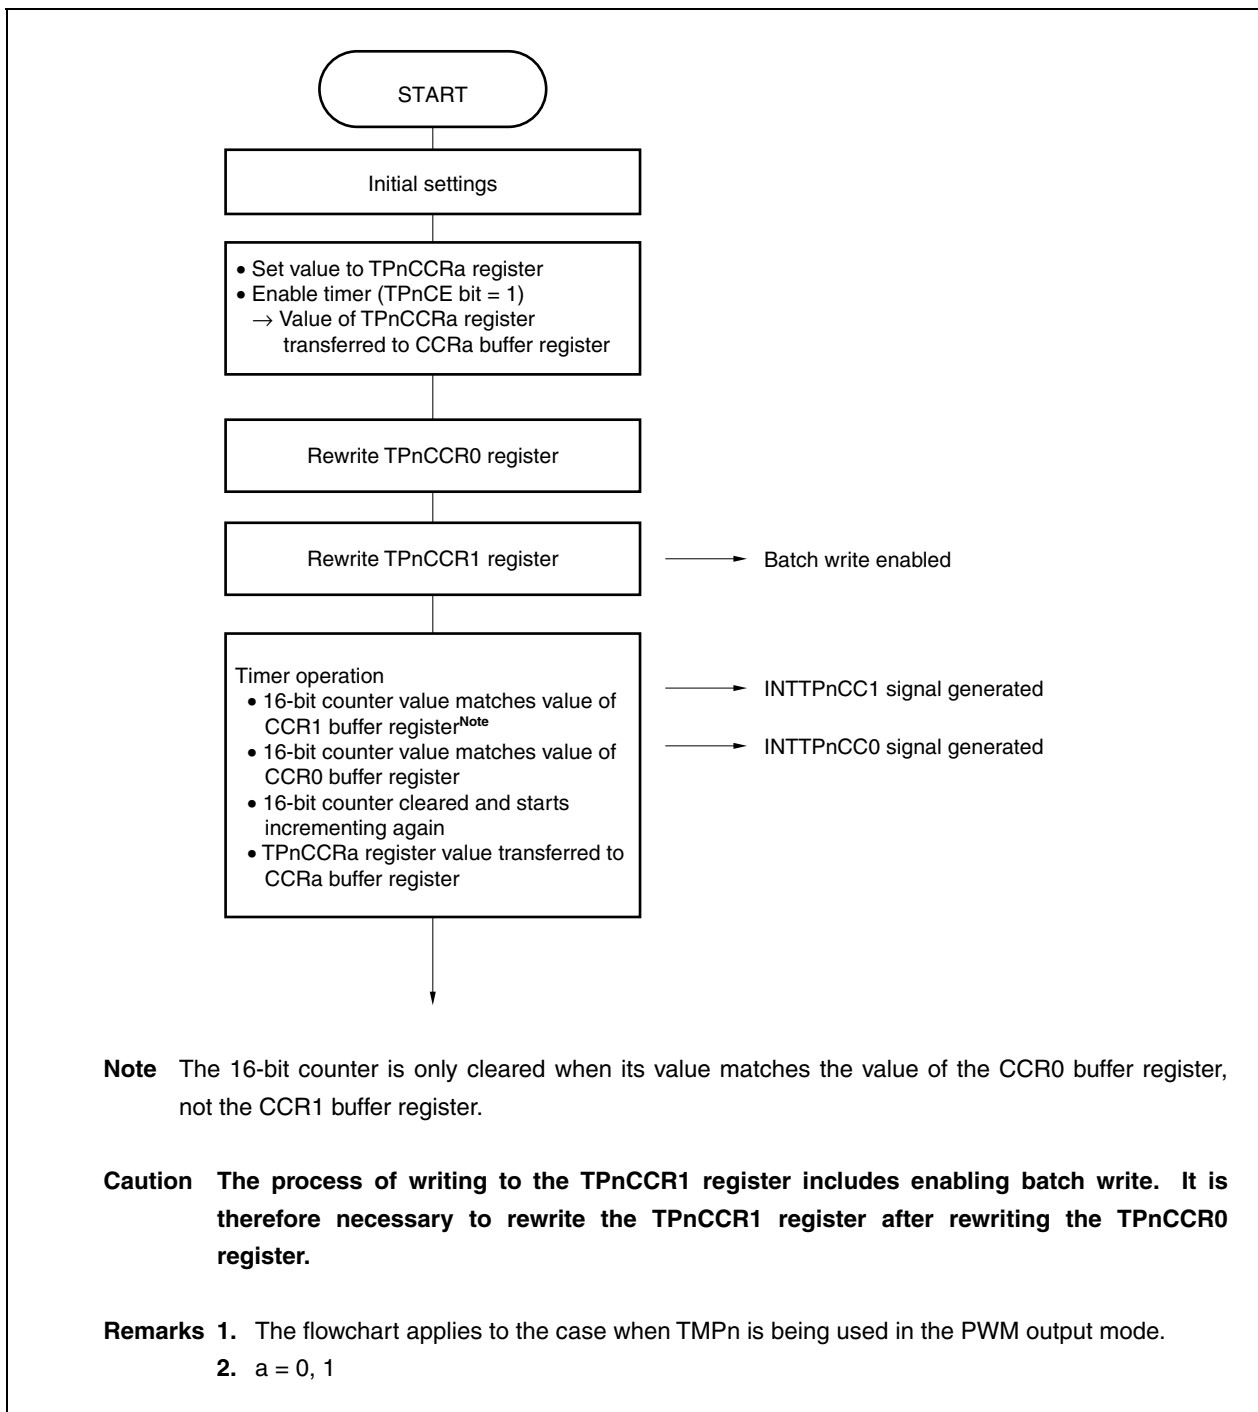 START
Initial settings
• Set value to TPnCCRa register
• Enable timer (TPnCE bit = 1)
→ Value of TPnCCRa register
transferred to CCRa buffer register
Rewrite TPnCCR0 register
Rewrite TPnCCR1 register
Batch write enabled
Timer operation
• 16-bit counter value matches value of
CCR1 buffer registerNote
• 16-bit counter value matches value of
CCR0 buffer register
• 16-bit counter cleared and starts
incrementing again
• TPnCCRa register value transferred to
CCRa buffer register
INTTPnCC1 signal generated
INTTPnCC0 signal generated
Note The 16-bit counter is only cleared when its value matches the value of the CCR0 buffer register,
not the CCR1 buffer register.
Caution The process of writing to the TPnCCR1 register includes enabling batch write. It is
therefore necessary to rewrite the TPnCCR1 register after rewriting the TPnCCR0
register.
Remarks 1. The flowchart applies to the case when TMPn is being used in the PWM output mode.
2. a = 0, 1